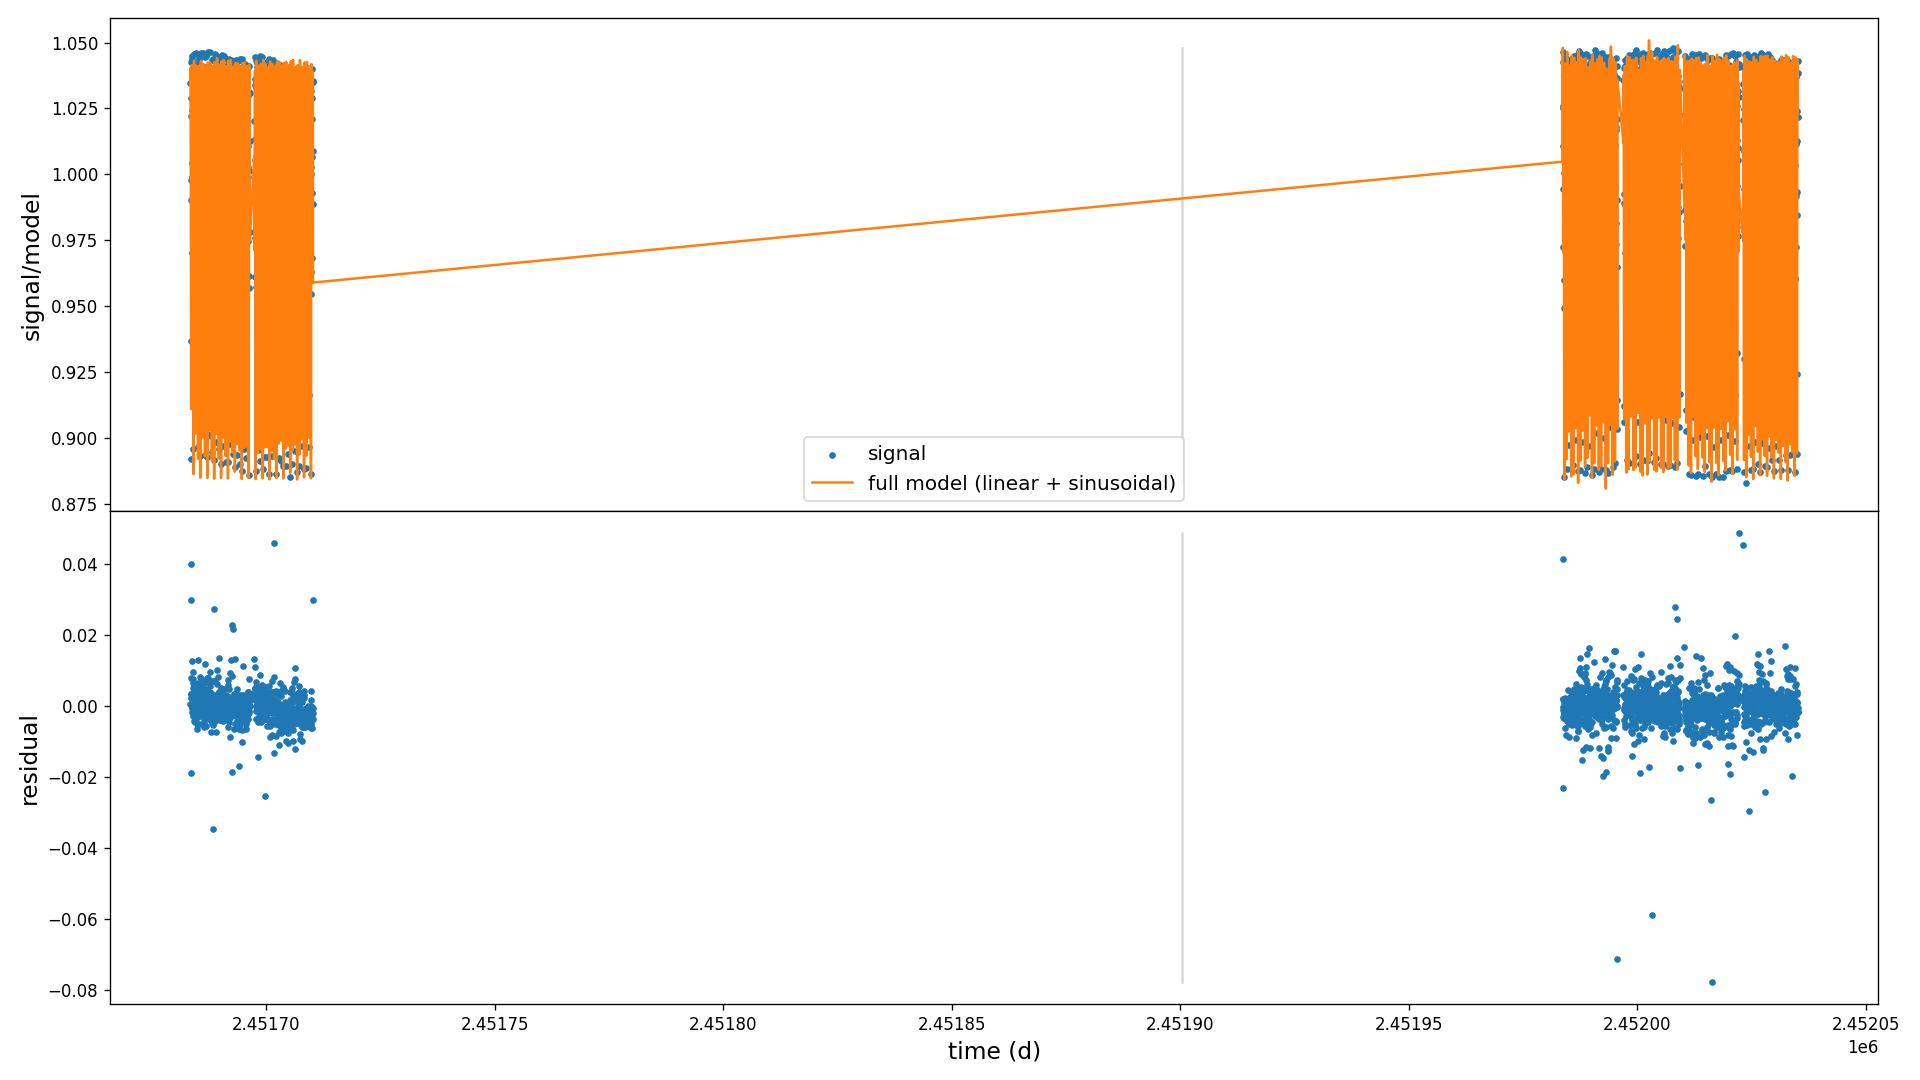 1.050
1.025
1.000
0.975
0.950
0.925
0.900
0.875
signal/model
signal
full model (linear + sinusoidal)
0.04
0.02
0.00
−0.02
−0.04
−0.06
−0.08
residual
2.45170 2.45175 2.45180 2.45185 2.45190 2.45195 2.45200 2.45205
1e6
time (d)